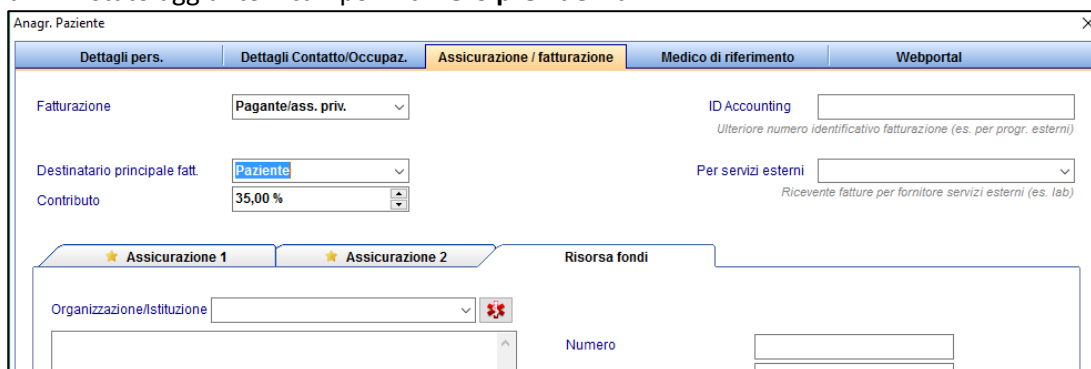 Anagr. Paziente
Dettagli pers. Dettagli Contatto/Occupaz. Assicurazione / fatturazione Medico di riferimento Webportal
Fatturazione Pagante/ass. priv. ID Accounting
Ulteriore numero identificativo fatturazione (es. per progr. esterni)
Destinatario principale fatt. Paziente Per servizi esterni
Contributo 35,00 % Ricevente fatture per fornitore servizi esterni (es. lab)
Assicurazione 1 Assicurazione 2 Risorsa fondi
Organizzazione/Istituzione
Numero